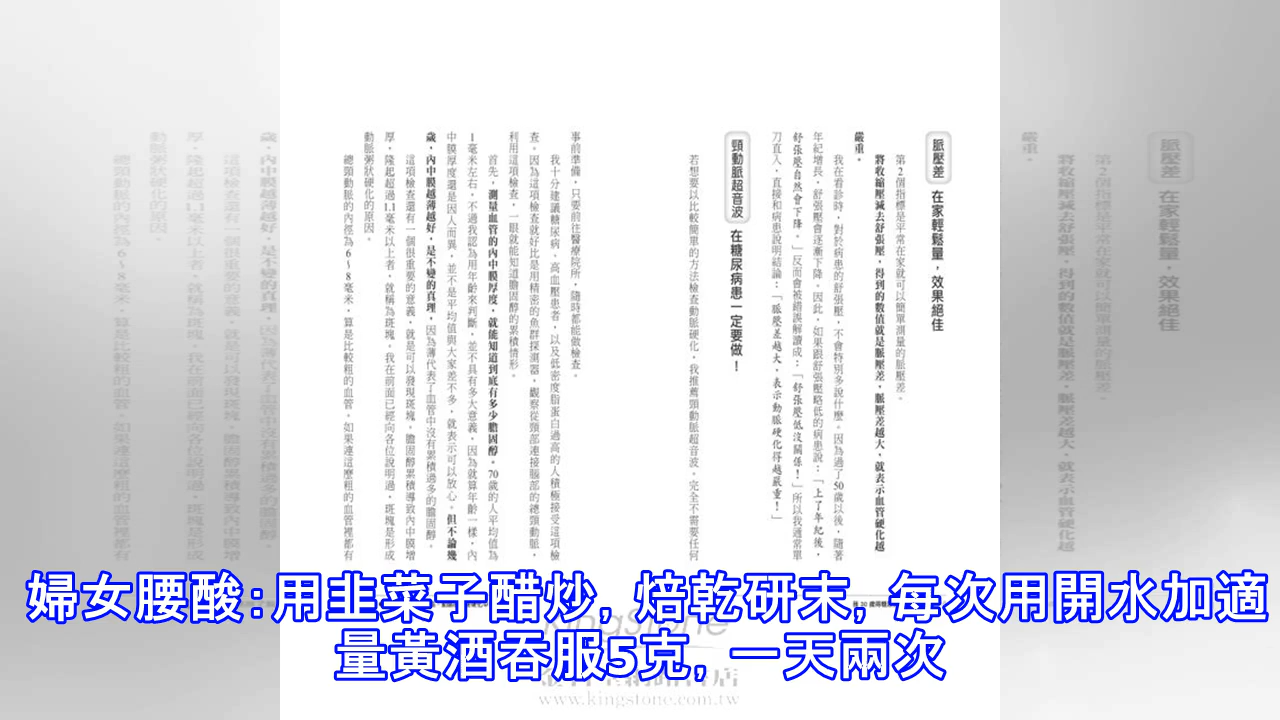 脈壓差 在家輕鬆量，效果絕佳
第2個指標是平常在家就可以簡單測量的脈壓差。
將收縮壓減去舒張壓，得到的數值就是脈壓差，脈壓差越大，就表示血管硬化越
嚴重。
我在看診時，對於病患的舒張壓，不會特別多說什麼。因為過了50歲以後，隨著
年紀增長，舒張壓會逐漸下降。因此，如果跟舒張壓略低的病患說：「上了年紀後，
舒張壓自然會下降。」反而會被錯誤解讀成：「舒張壓低沒關係！」所以我通常單
刀直入，直接和病患說明結論：「脈壓差越大，表示動脈硬化得越嚴重！」
頸動脈超音波 在糖尿病患一定要做！
若想要以比較簡單的方法檢查動脈硬化，我推薦頸動脈超音波。完全不需要任何
事前準備，只要前往醫療院所，隨時都能做檢查。
我十分建議糖尿病、高血壓患者，以及低密度脂蛋白過高的人積極接受這項檢
查。因為這項檢查就好比是用精密的魚群探測器，觀察從頸部連接腦部的總頸動脈，
利用這項檢查，一眼就能知道膽固醇的累積情形。
首先，測量血管的內中膜厚度，就能知道到底有多少膽固醇。70歲的人平均值為
1毫米左右，不過我認為用年齡來判斷，並不具有多大意義，因為就算年齡一樣，內
中膜厚度還是因人而異，並不是平均值與大家差不多，就表示可以放心。但不論幾
歲，內中膜越薄越好，是不變的真理，因為薄代表了血管中沒有累積過多的膽固醇。
這項檢查還有一個很重要的意義，就是可以發現斑塊。膽固醇累積導致內中膜增
厚，隆起超過1.1毫米以上者，就稱為斑塊。我在前面已經向各位說明過，斑塊是形成
動脈粥狀硬化的原因。
總頸動脈的內徑為6～8毫米，算是比較粗的血管，如果連這麼粗的血管裡都有
婦女腰酸:用韭菜子醋炒, 焙乾研末, 每次用開水加適
量黃酒吞服5克, 一天兩次
KingStone
www.kingstone.com.tw